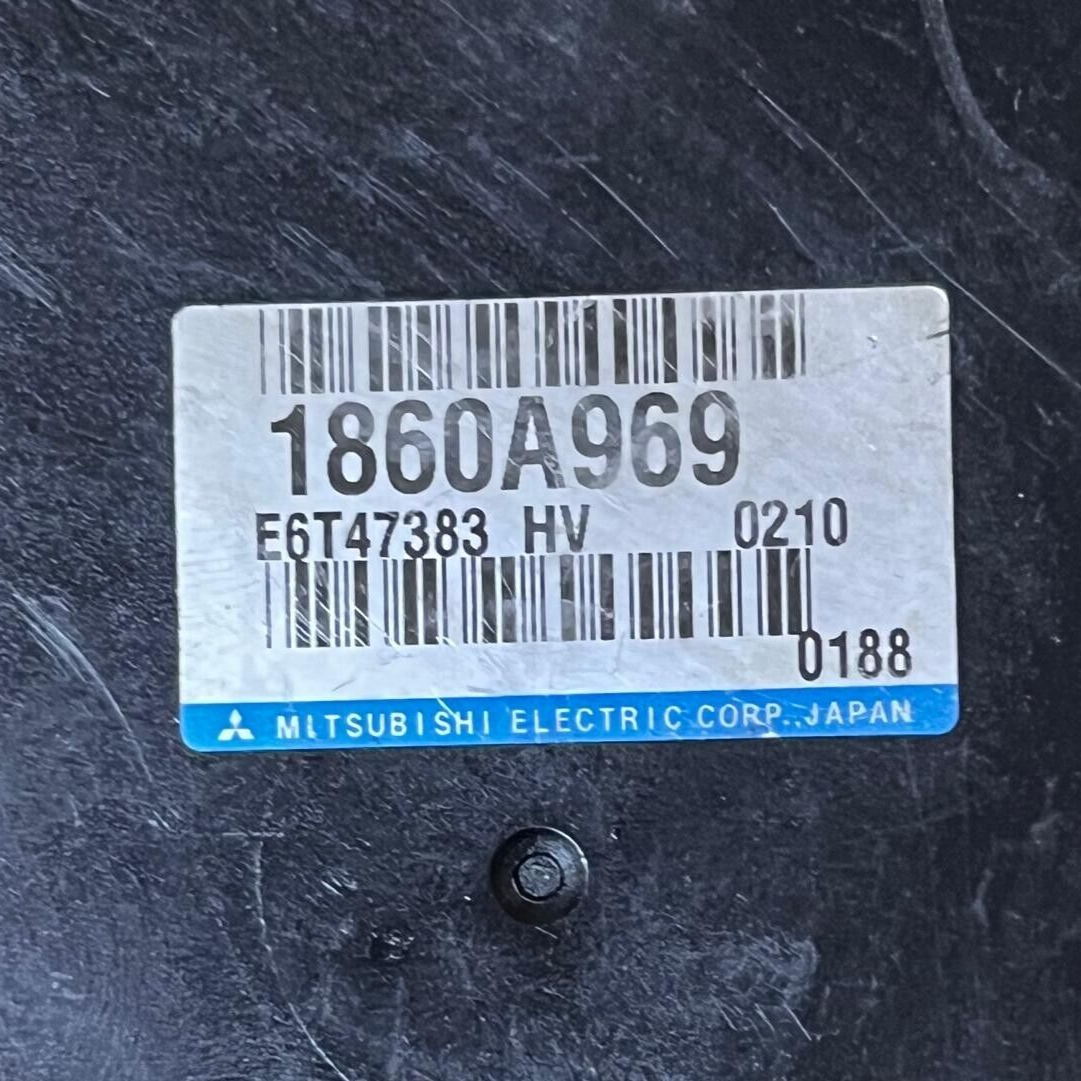 1860A969
E6T47383 HV 0210
0188
MITSUBISHI ELECTRIC CORP., JAPAN